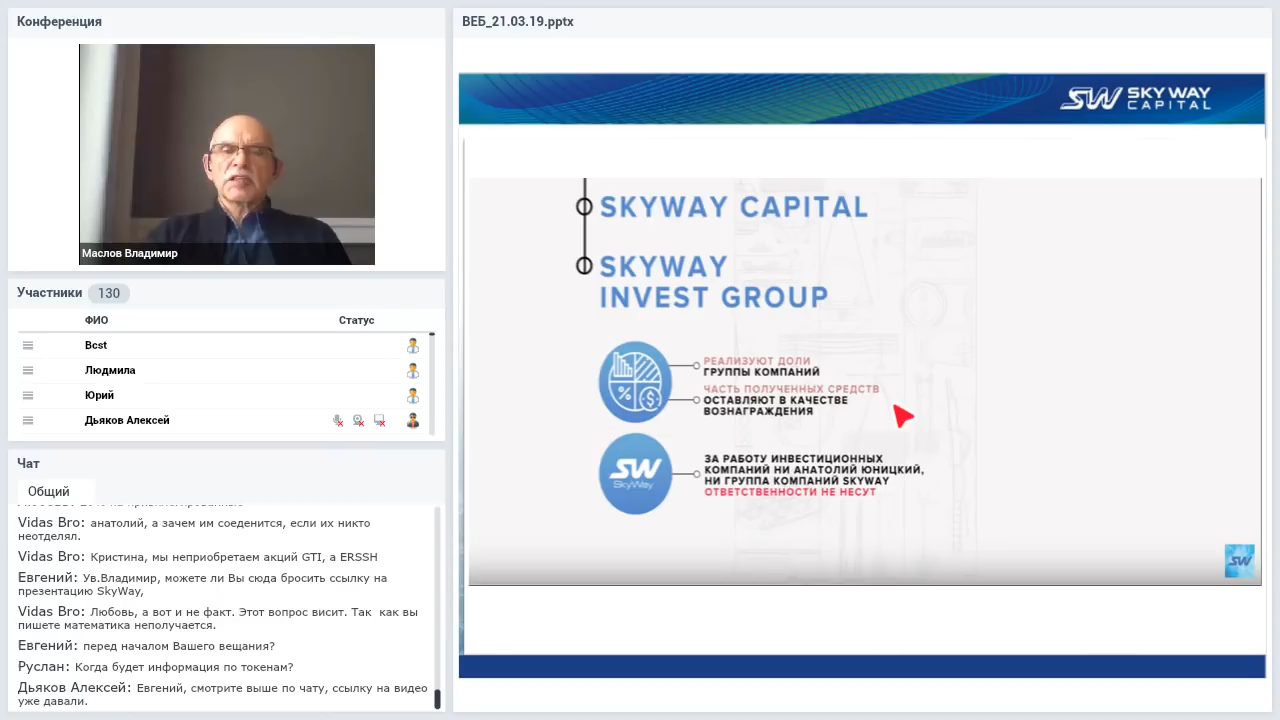 Конференция
Маслов Владимир
Участники 130
ФИО Статус
Bcst
Людмила
Юрий
Дьяков Алексей
Чат
Общий
Vidas Bro: анатолий, а зачем им соеденится, если их никто
неотделял.
Vidas Bro: Кристина, мы неприобретаем акций GTI, а ERSSH
Евгений: Ув.Владимир, можете ли Вы сюда бросить ссылку на
презентацию SkyWay,
Vidas Bro: Любовь, а вот и не факт. Этот вопрос висит. Так как вы
пишете математика неполучается.
Евгений: перед началом Вашего вещания?
Руслан: Когда будет информация по токенам?
Дьяков Алексей: Евгений, смотрите выше по чату, ссылку на видео
уже давали.
ВЕБ_21.03.19.pptx
SW SKY WAY
CAPITAL
SKYWAY CAPITAL
SKYWAY
INVEST GROUP
РЕАЛИЗУЮТ ДОЛИ
ГРУППЫ КОМПАНИЙ
ЧАСТЬ ПОЛУЧЕННЫХ СРЕДСТВ
ОСТАВЛЯЮТ В КАЧЕСТВЕ
ВОЗНАГРАЖДЕНИЯ
SW
SkyWay
ЗА РАБОТУ ИНВЕСТИЦИОННЫХ
КОМПАНИЙ НИ АНАТОЛИЙ ЮНИЦКИЙ,
НИ ГРУППА КОМПАНИЙ SKYWAY
ОТВЕТСТВЕННОСТИ НЕ НЕСУТ
SW